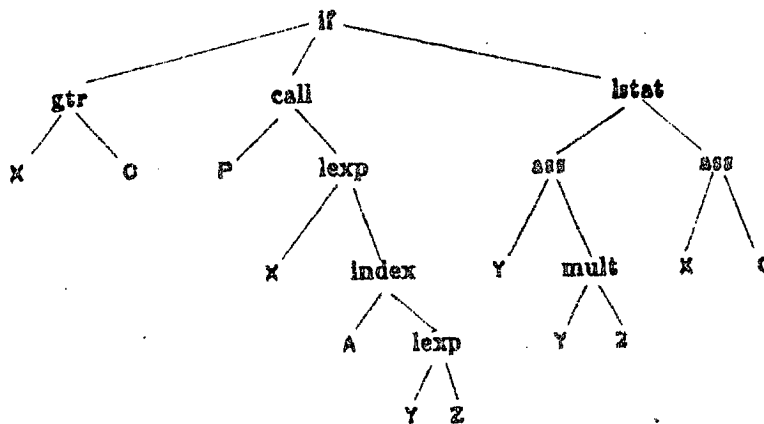 if
gtr call lstat
X O P lexp ass ass
X index Y mult X
A lexp Y Z
Y Z